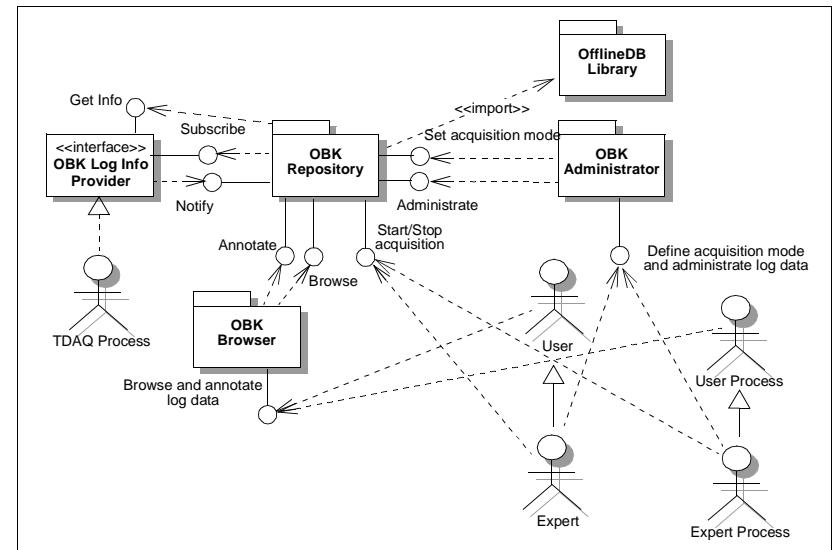 OfflineDB
Library
Get Info
<<import>>
Subscribe
Set acquisition mode
<<interface>>
OBK Log Info
Provider
OBK
Repository
OBK
Administrator
Notify
Administrate
Annotate
Start/Stop
acquisition
Define acquisition mode
and administrate log data
Browse
OBK
Browser
TDAQ Process
User
User Process
Browse and annotate
log data
Expert
Expert Process